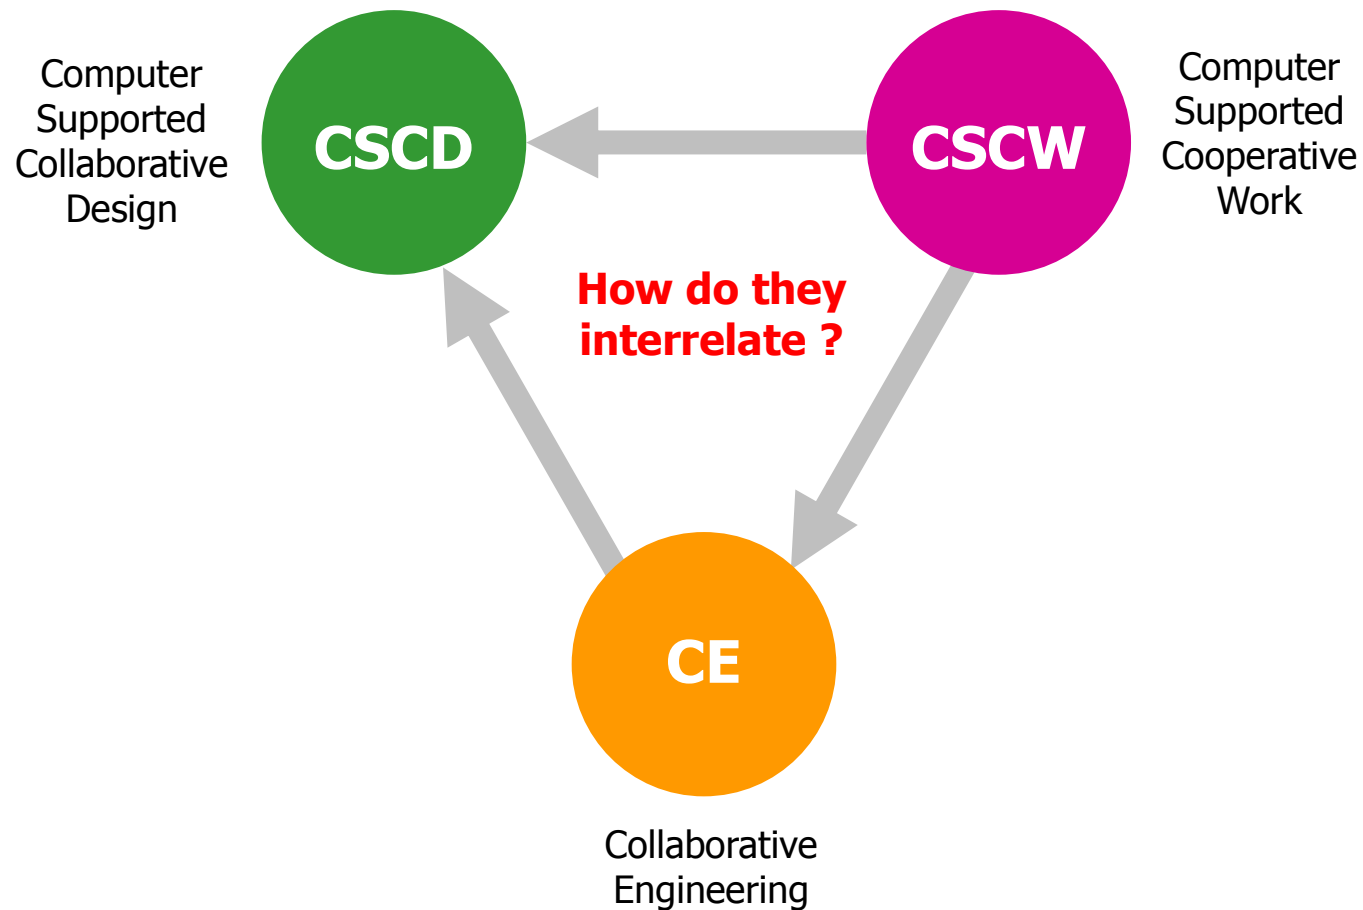 Computer
Supported
Collaborative
Design
CSCD
CSCW
Computer
Supported
Cooperative
Work
How do they
interrelate ?
CE
Collaborative
Engineering